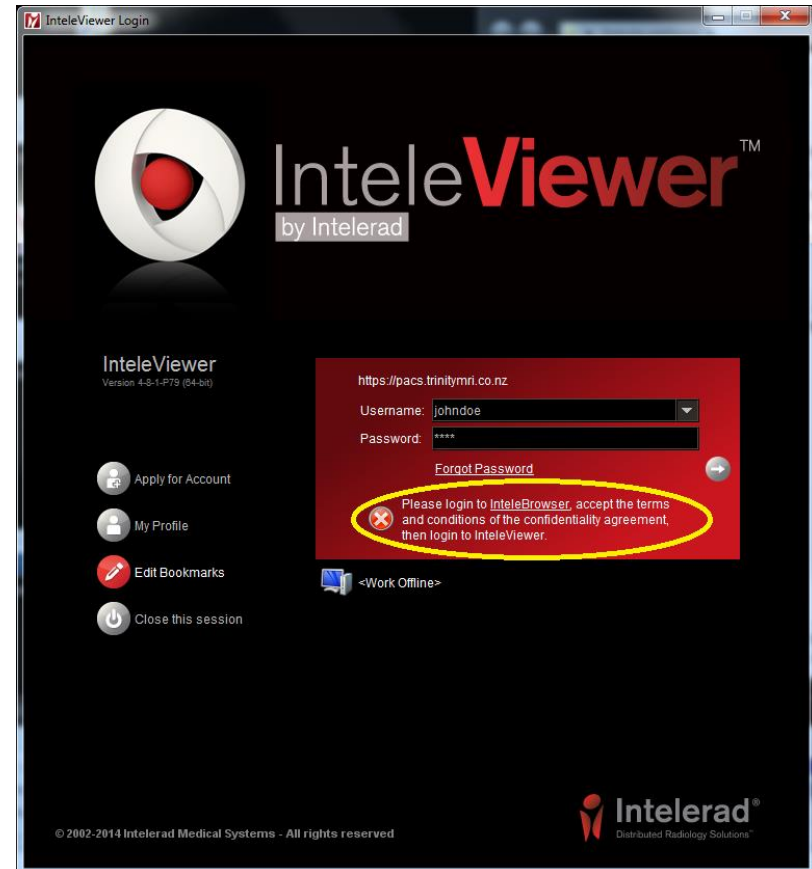 InteleViewer Login
InteleViewer™
by Intelerad
InteleViewer
Version 4-8-1-P79 (64-bit)
https://pacs.trinitymri.co.nz
Username: johndoe
Password: ****
Forgot Password
Please login to InteleBrowser, accept the terms
and conditions of the confidentiality agreement,
then login to InteleViewer.
Apply for Account
My Profile
Edit Bookmarks
Close this session
<Work Offline>
© 2002-2014 Intelerad Medical Systems - All rights reserved
Intelerad®
Distributed Radiology Solutions™